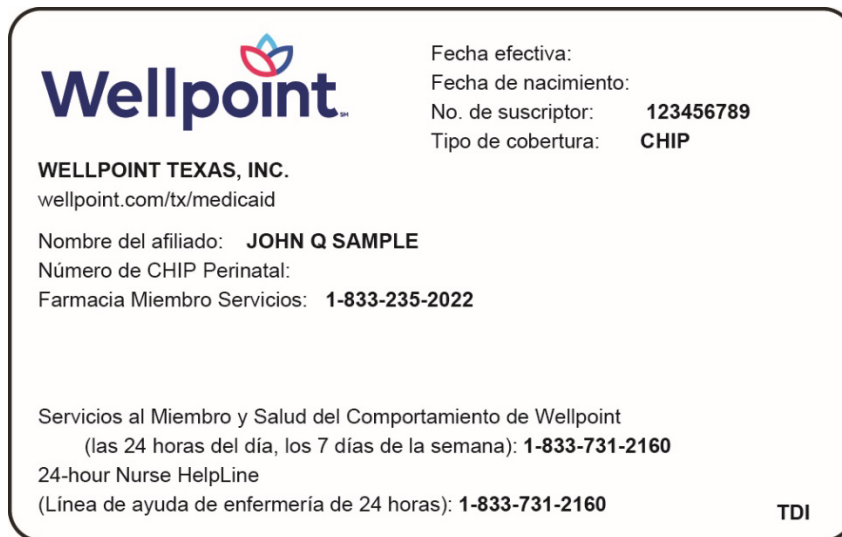 Wellpoint SM
Fecha efectiva:
Fecha de nacimiento:
No. de suscriptor: 123456789
Tipo de cobertura: CHIP
WELLPOINT TEXAS, INC.
wellpoint.com/tx/medicaid
Nombre del afiliado: JOHN Q SAMPLE
Número de CHIP Perinatal:
Farmacia Miembro Servicios: 1-833-235-2022
Servicios al Miembro y Salud del Comportamiento de Wellpoint
(las 24 horas del día, los 7 días de la semana): 1-833-731-2160
24-hour Nurse HelpLine
(Línea de ayuda de enfermería de 24 horas): 1-833-731-2160
TDI